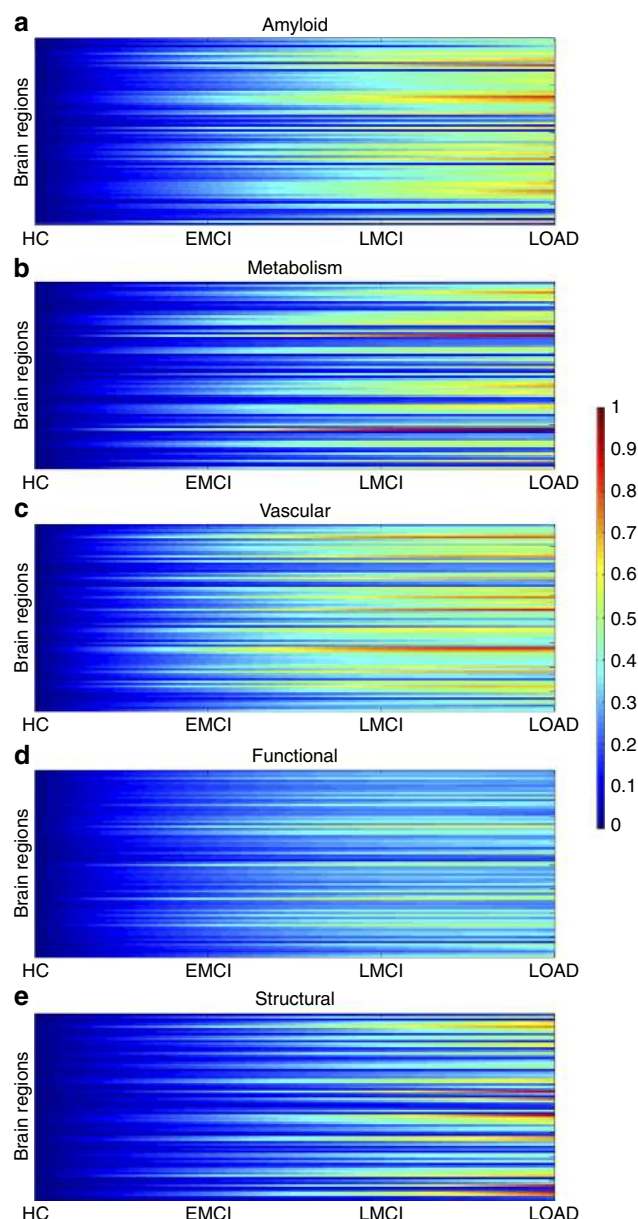 a
Amyloid
Brain regions
HC EMCI LMCI LOAD
b
Metabolism
Brain regions
HC EMCI LMCI LOAD
c
Vascular
Brain regions
HC EMCI LMCI LOAD
d
Functional
Brain regions
HC EMCI LMCI LOAD
e
Structural
Brain regions
HC EMCI LMCI LOAD
1
0.9
0.8
0.7
0.6
0.5
0.4
0.3
0.2
0.1
0